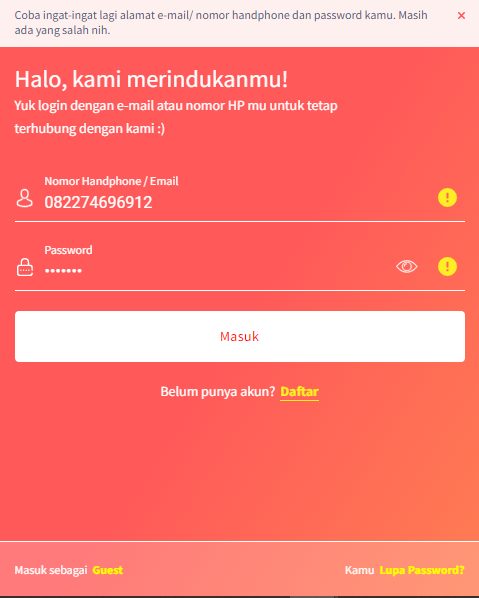 Coba ingat-ingat lagi alamat e-mail/ nomor handphone dan password kamu. Masih
ada yang salah nih.
Halo, kami merindukanmu!
Yuk login dengan e-mail atau nomor HP mu untuk tetap
terhubung dengan kami :)
Nomor Handphone / Email
082274696912
Password
•••••••
Masuk
Belum punya akun? Daftar
Masuk sebagai Guest
Kamu Lupa Password?